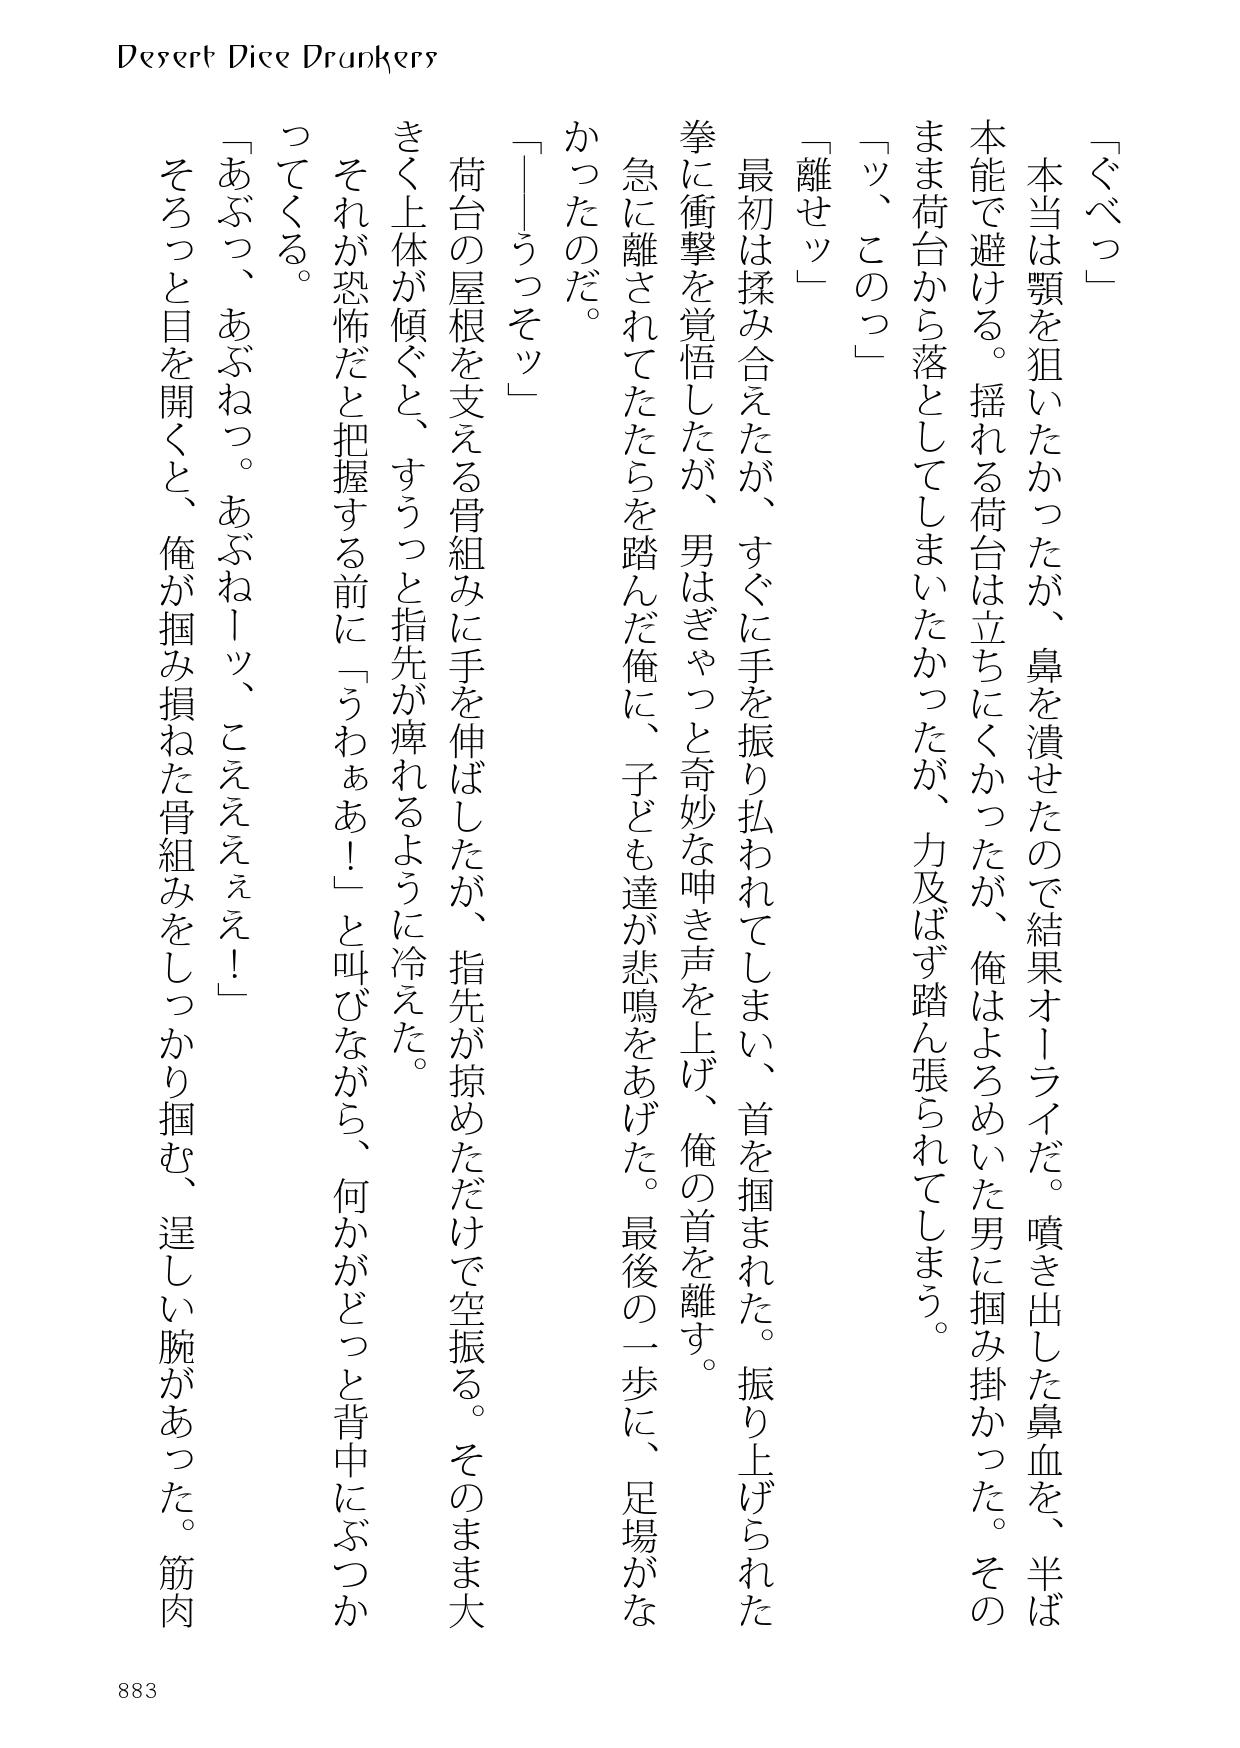 Desert Dice Drunkers
「ぐべっ」
　本当は顎を狙いたかったが、鼻を潰せたので結果オーライだ。噴き出した鼻血を、半ば
本能で避ける。揺れる荷台は立ちにくかったが、俺はよろめいた男に掴み掛かった。その
まま荷台から落としてしまいたかったが、力及ばず踏ん張られてしまう。
「ッ、このっ」
「離せッ」
　最初は揉み合えたが、すぐに手を振り払われてしまい、首を掴まれた。振り上げられた
拳に衝撃を覚悟したが、男はぎゃっと奇妙な呻き声を上げ、俺の首を離す。
　急に離されてたたらを踏んだ俺に、子ども達が悲鳴をあげた。最後の一歩に、足場がな
かったのだ。
「――うっそッ」
　荷台の屋根を支える骨組みに手を伸ばしたが、指先が掠めただけで空振る。そのまま大
きく上体が傾ぐと、すうっと指先が痺れるように冷えた。
　それが恐怖だと把握する前に「うわぁあ！」と叫びながら、何かがどっと背中にぶつか
ってくる。
「あぶっ、あぶねっ。あぶねーッ、こえええぇえ！」
　そろっと目を開くと、俺が掴み損ねた骨組みをしっかり掴む、逞しい腕があった。筋肉
883